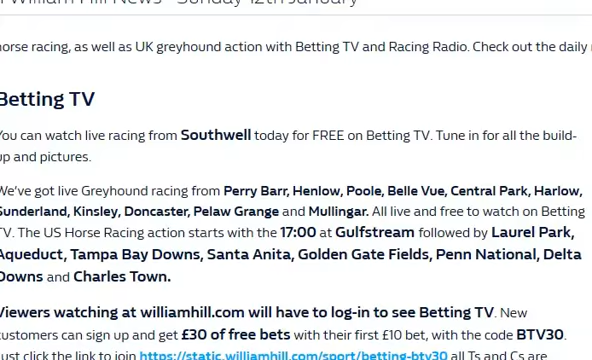 William Hill News - Sunday 12th January
horse racing, as well as UK greyhound action with Betting TV and Racing Radio. Check out the daily
Betting TV
You can watch live racing from Southwell today for FREE on Betting TV. Tune in for all the build-
up and pictures.
We've got live Greyhound racing from Perry Barr, Henlow, Poole, Belle Vue, Central Park, Harlow,
Sunderland, Kinsley, Doncaster, Pelaw Grange and Mullingar. All live and free to watch on Betting
TV. The US Horse Racing action starts with the 17:00 at Gulfstream followed by Laurel Park,
Aqueduct, Tampa Bay Downs, Santa Anita, Golden Gate Fields, Penn National, Delta
Downs and Charles Town.
Viewers watching at williamhill.com will have to log-in to see Betting TV. New
customers can sign up and get £30 of free bets with their first £10 bet, with the code BTV30.
Just click the link to join https://static.williamhill.com/sport/betting-btv30 all Ts and Cs are